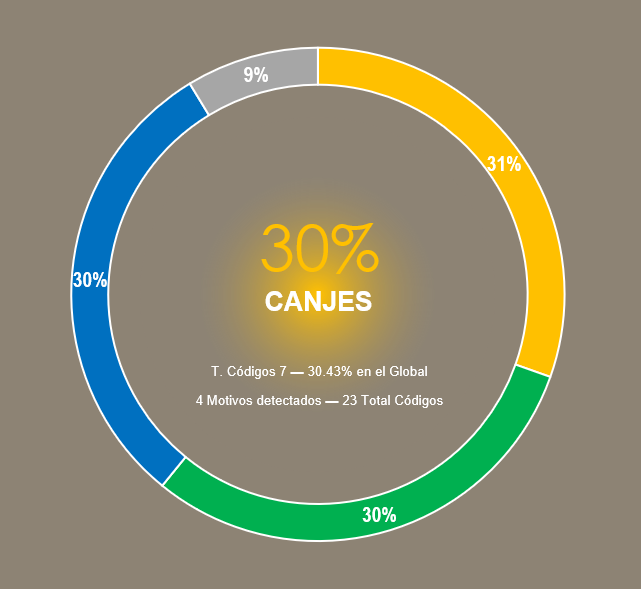 9%
31%
30%
30%
CANJES
T. Códigos 7 — 30.43% en el Global
4 Motivos detectados — 23 Total Códigos
30%